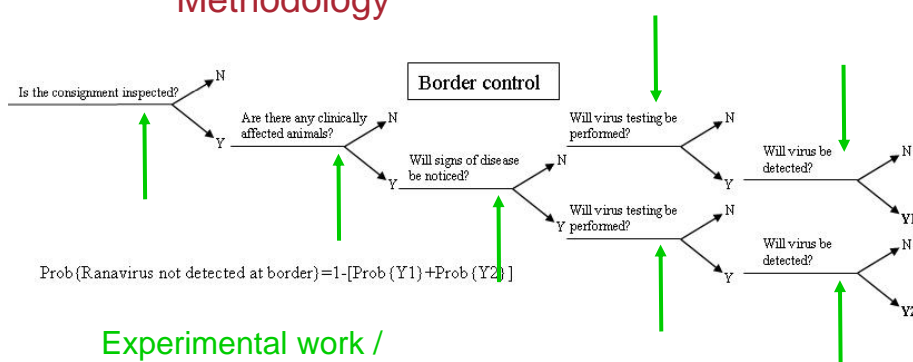 Methodology
Border control
Is the consignment inspected?
N
Y
Are there any clinically
affected animals?
N
Y
Will signs of disease
be noticed?
N
Y
Will virus testing be
performed?
N
Y
Will virus be
detected?
N
Y1
Will virus testing be
performed?
N
Y
Will virus be
detected?
N
Y2
Prob{Ranavirus not detected at border}=1-[Prob{Y1}+Prob{Y2}]
Experimental work /